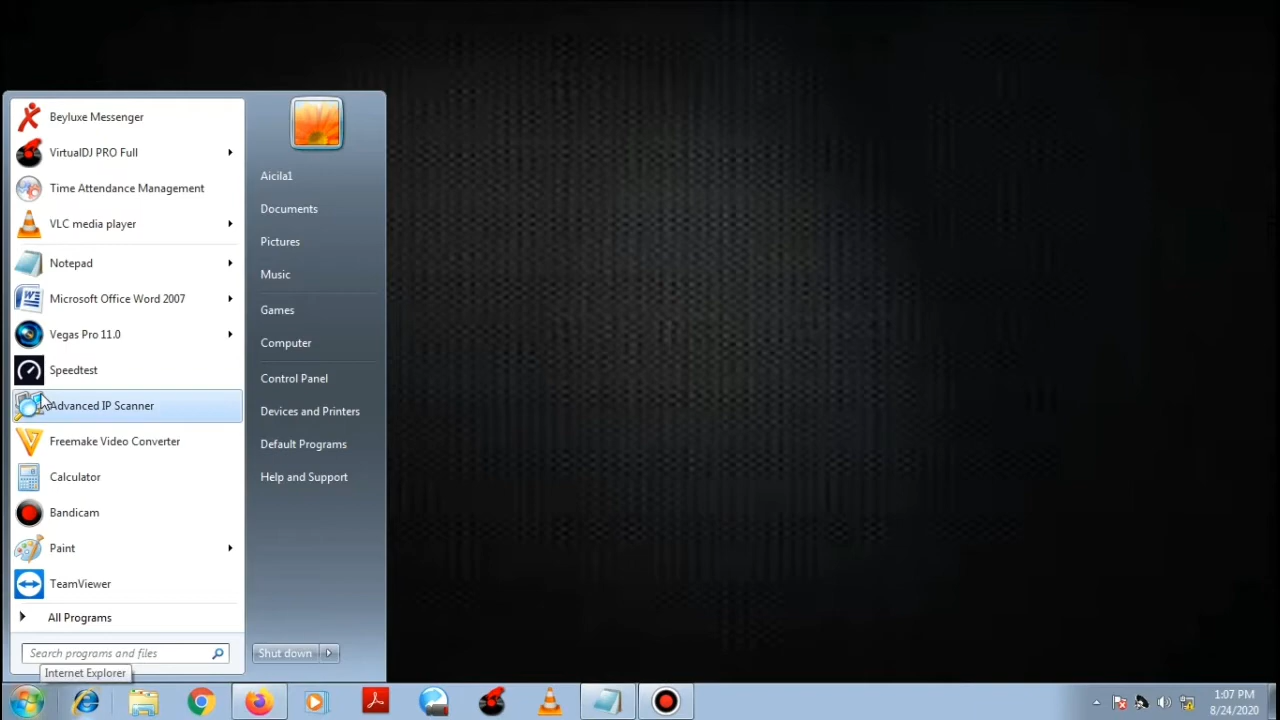 Beyluxe Messenger
VirtualDJ PRO Full
Time Attendance Management
VLC media player
Notepad
Microsoft Office Word 2007
Vegas Pro 11.0
Speedtest
Advanced IP Scanner
Freemake Video Converter
Calculator
Bandicam
Paint
TeamViewer
All Programs
Search programs and files
Internet Explorer
Aicila1
Documents
Pictures
Music
Games
Computer
Control Panel
Devices and Printers
Default Programs
Help and Support
Shut down
1:07 PM
8/24/2020